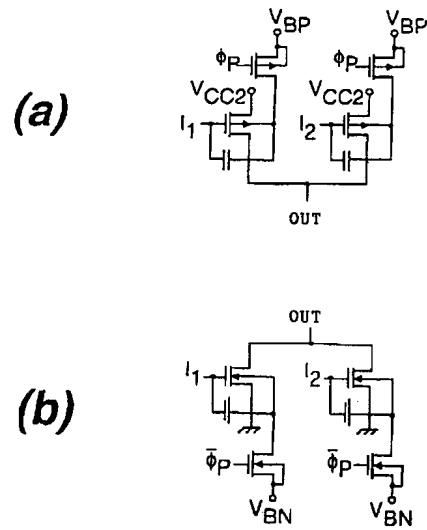 (a)
V_BP V_BP
ϕ_P ϕ_P
V_CC2 V_CC2
I_1 I_2
OUT
(b)
OUT
I_1 I_2
ϕ̄_P ϕ̄_P
V_BN V_BN